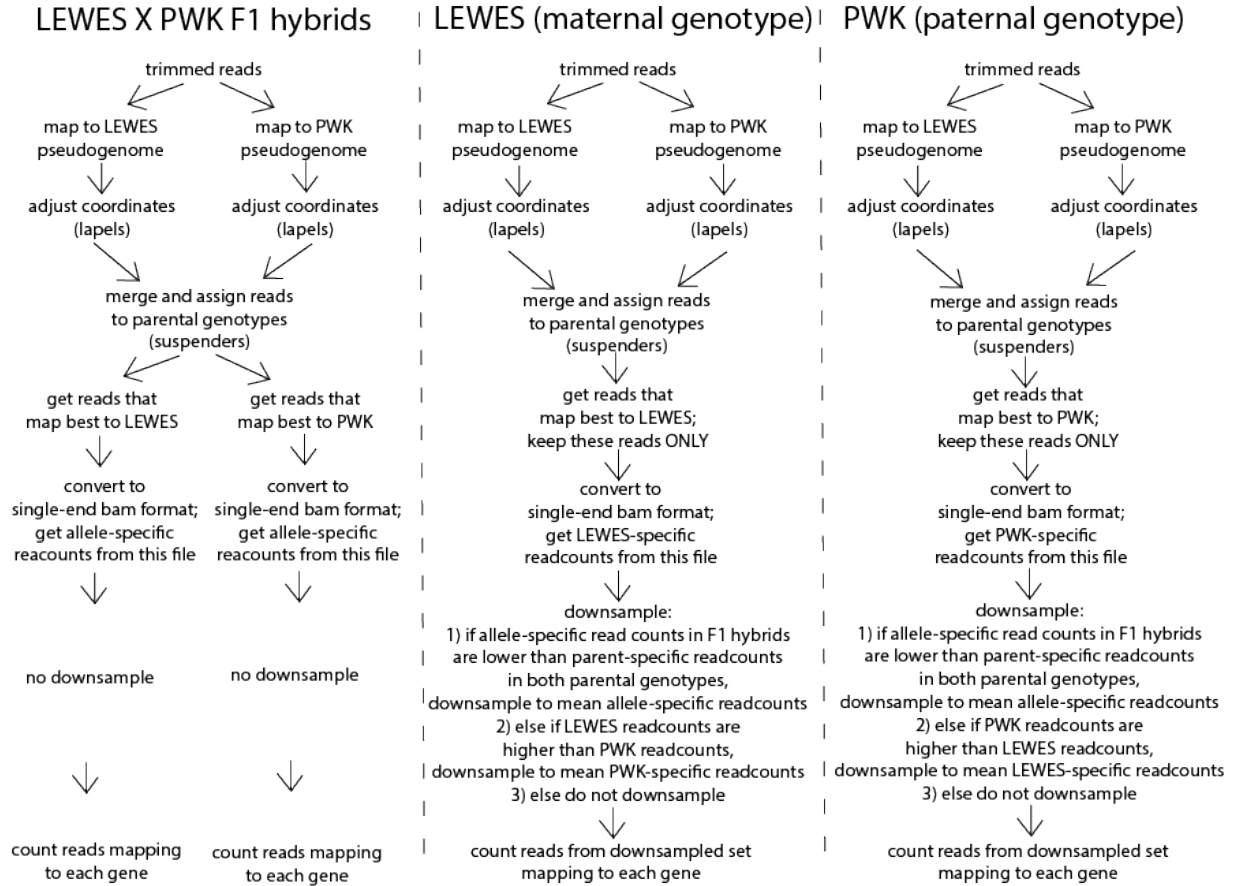 LEWES X PWK F1 hybrids
trimmed reads
map to LEWES
pseudogenome
map to PWK
pseudogenome
adjust coordinates
(lapels)
adjust coordinates
(lapels)
merge and assign reads
to parental genotypes
(suspenders)
get reads that
map best to LEWES
get reads that
map best to PWK
convert to
single-end bam format;
get allele-specific
reacounts from this file
convert to
single-end bam format;
get allele-specific
reacounts from this file
no downsample
no downsample
count reads mapping
to each gene
count reads mapping
to each gene
LEWES (maternal genotype)
trimmed reads
map to LEWES
pseudogenome
map to PWK
pseudogenome
adjust coordinates
(lapels)
adjust coordinates
(lapels)
merge and assign reads
to parental genotypes
(suspenders)
get reads that
map best to LEWES;
keep these reads ONLY
convert to
single-end bam format;
get LEWES-specific
readcounts from this file
downsample:
1) if allele-specific read counts in F1 hybrids
are lower than parent-specific readcounts
in both parental genotypes,
downsample to mean allele-specific readcounts
2) else if LEWES readcounts are
higher than PWK readcounts,
downsample to mean PWK-specific readcounts
3) else do not downsample
count reads from downsampled set
mapping to each gene
PWK (paternal genotype)
trimmed reads
map to LEWES
pseudogenome
map to PWK
pseudogenome
adjust coordinates
(lapels)
adjust coordinates
(lapels)
merge and assign reads
to parental genotypes
(suspenders)
get reads that
map best to PWK;
keep these reads ONLY
convert to
single-end bam format;
get PWK-specific
readcounts from this file
downsample:
1) if allele-specific read counts in F1 hybrids
are lower than parent-specific readcounts
in both parental genotypes,
downsample to mean allele-specific readcounts
2) else if PWK readcounts are
higher than LEWES readcounts,
downsample to mean LEWES-specific readcounts
3) else do not downsample
count reads from downsampled set
mapping to each gene